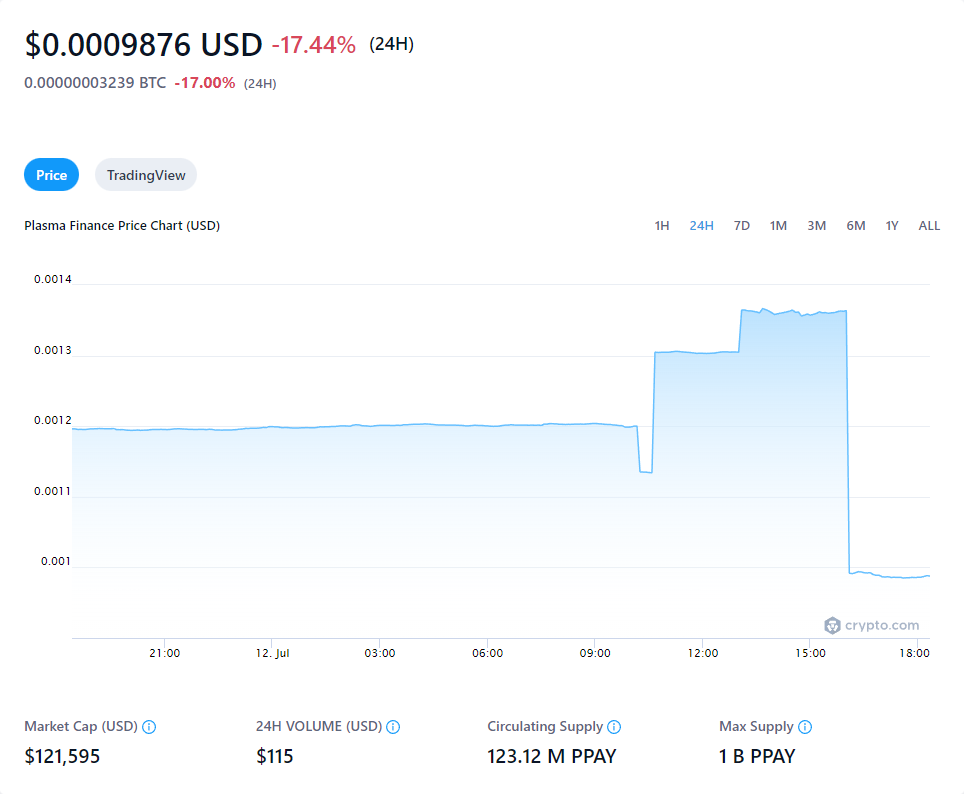 $0.0009876 USD -17.44% (24H)
0.00000003239 BTC -17.00% (24H)
Price TradingView
Plasma Finance Price Chart (USD) 1H 24H 7D 1M 3M 6M 1Y ALL
0.0014
0.0013
0.0012
0.0011
0.001
crypto.com
21:00 12. Jul 03:00 06:00 09:00 12:00 15:00 18:00
Market Cap (USD) 24H VOLUME (USD) Circulating Supply Max Supply
$121,595 $115 123.12 M PPAY 1 B PPAY